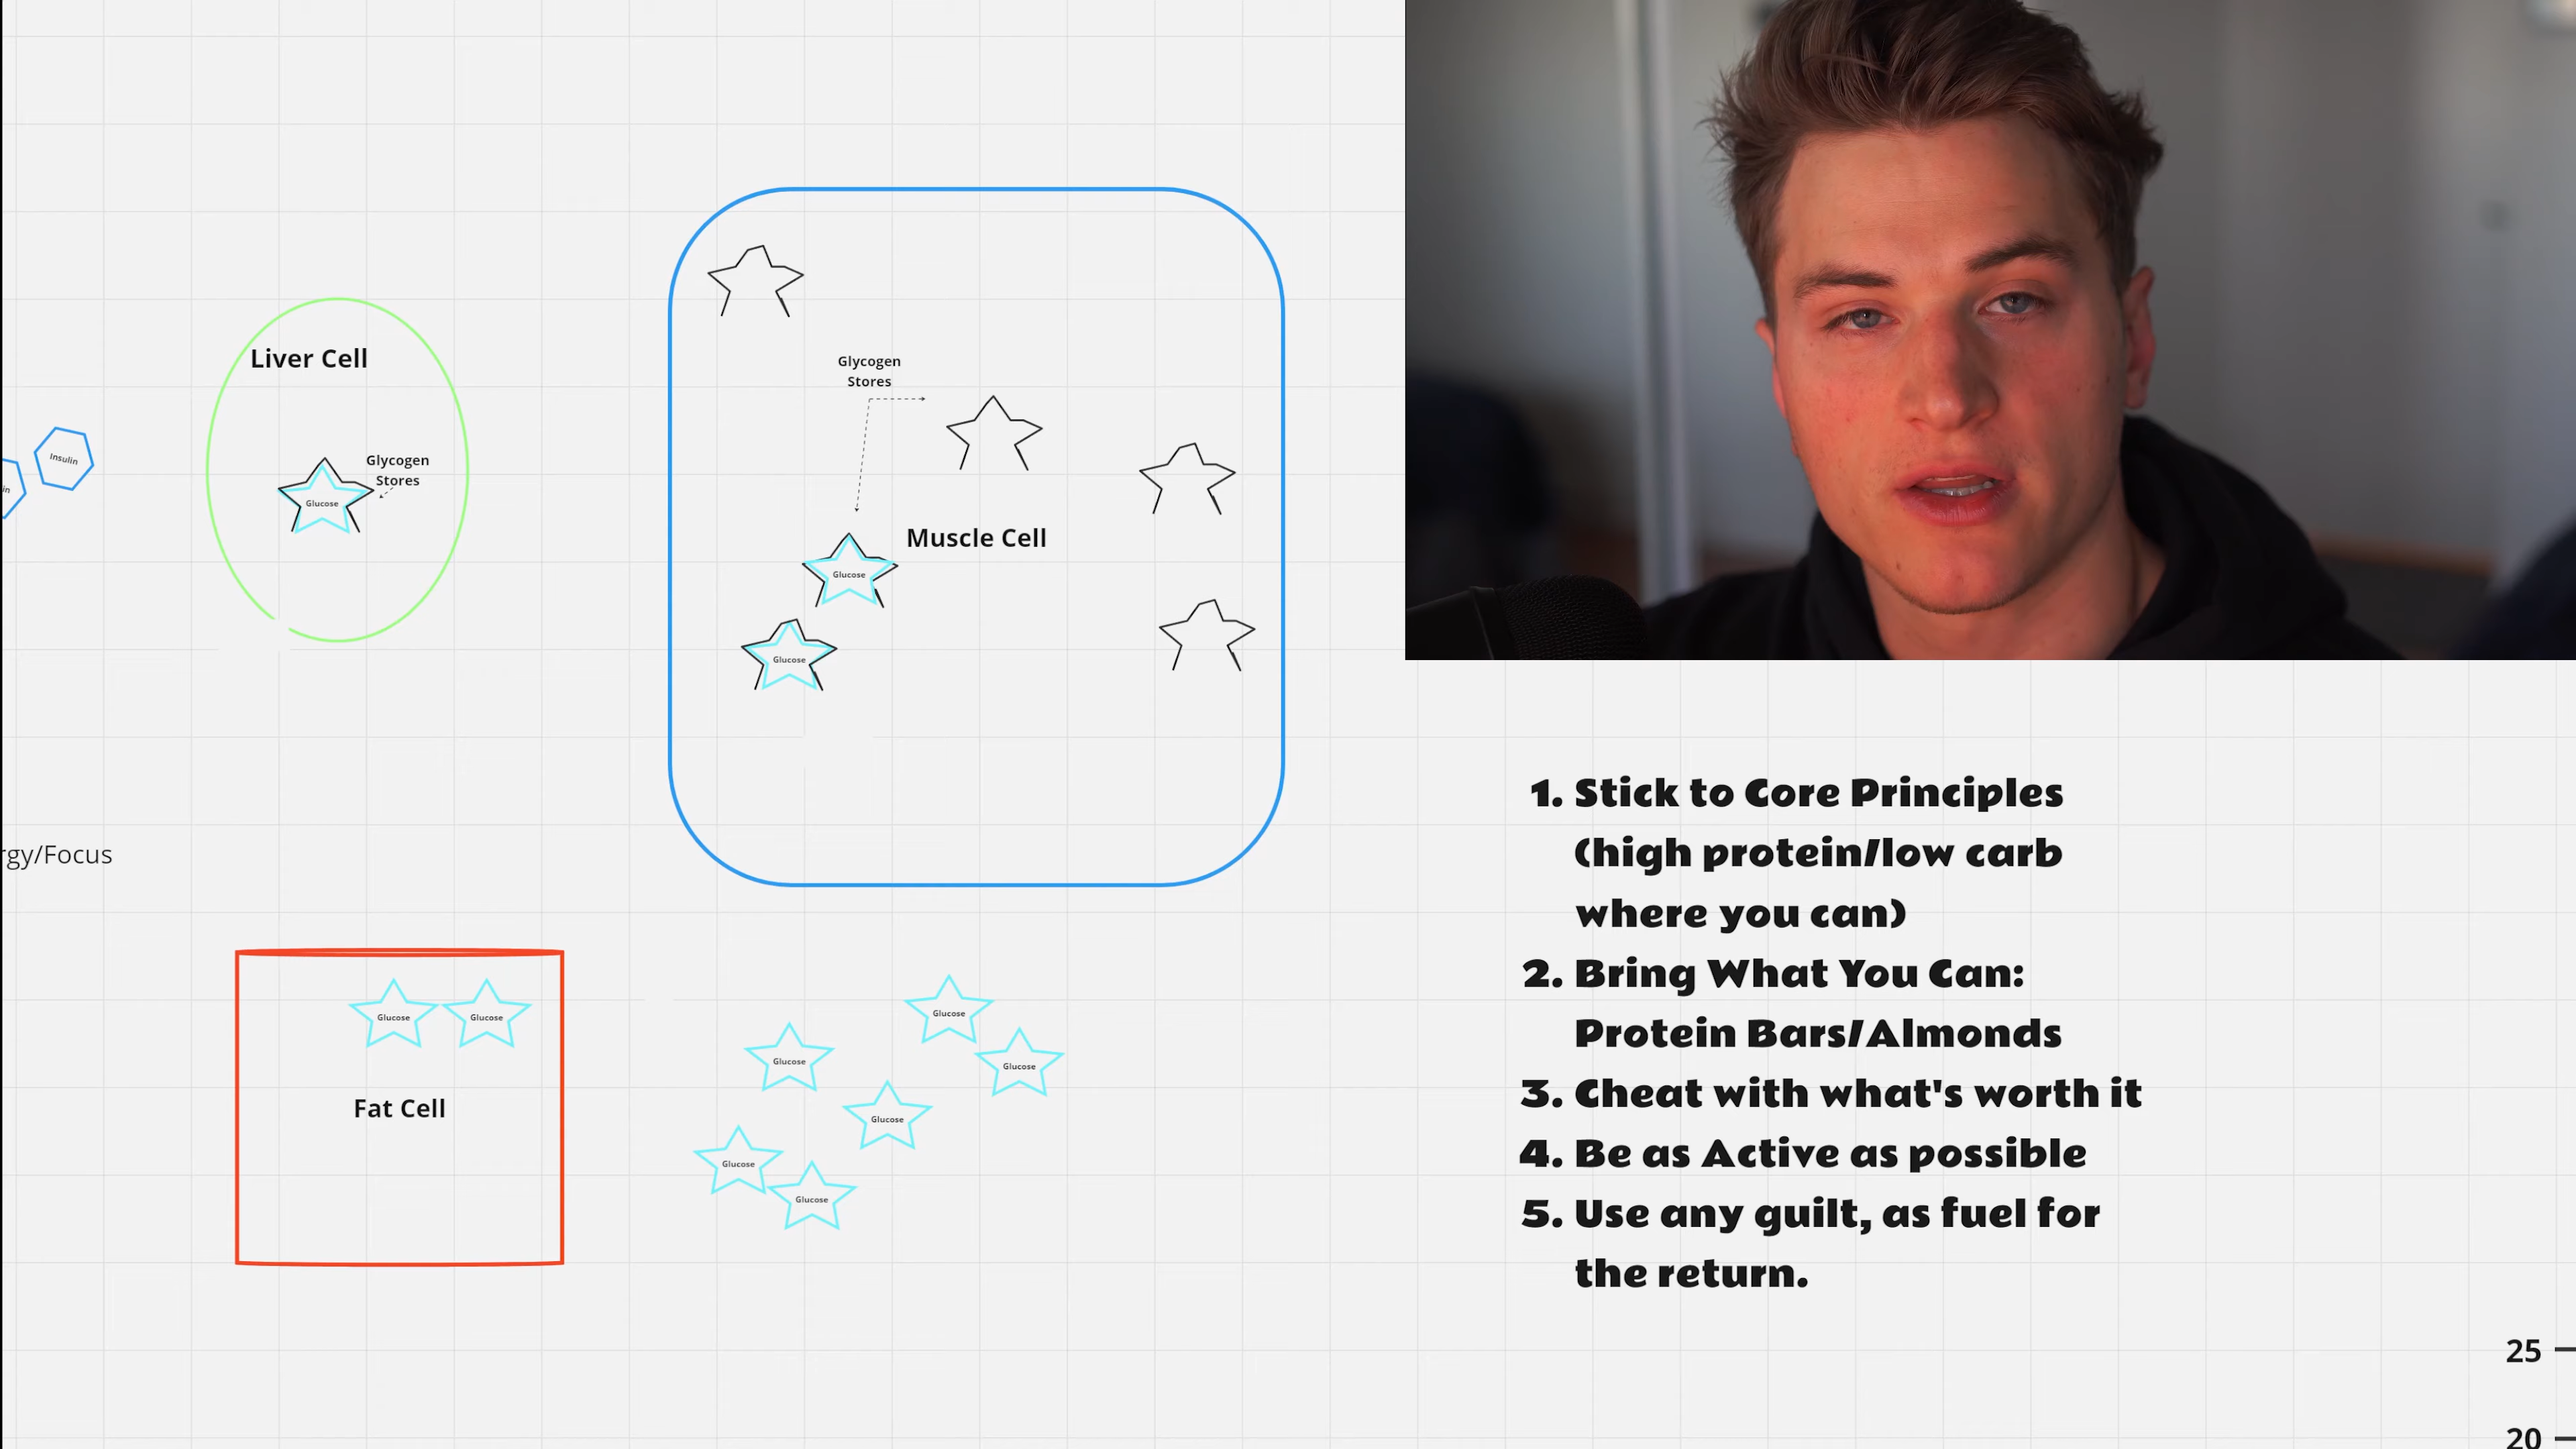 Liver Cell
Glycogen
Stores
Glucose
Insulin
in
Glycogen
Stores
Muscle Cell
Glucose
Glucose
rgy/Focus
Glucose
Glucose
Fat Cell
Glucose
Glucose
Glucose
Glucose
Glucose
Glucose
1. Stick to Core Principles
(high protein/low carb
where you can)
2. Bring What You Can:
Protein Bars/Almonds
3. Cheat with what's worth it
4. Be as Active as possible
5. Use any guilt, as fuel for
the return.
25
20